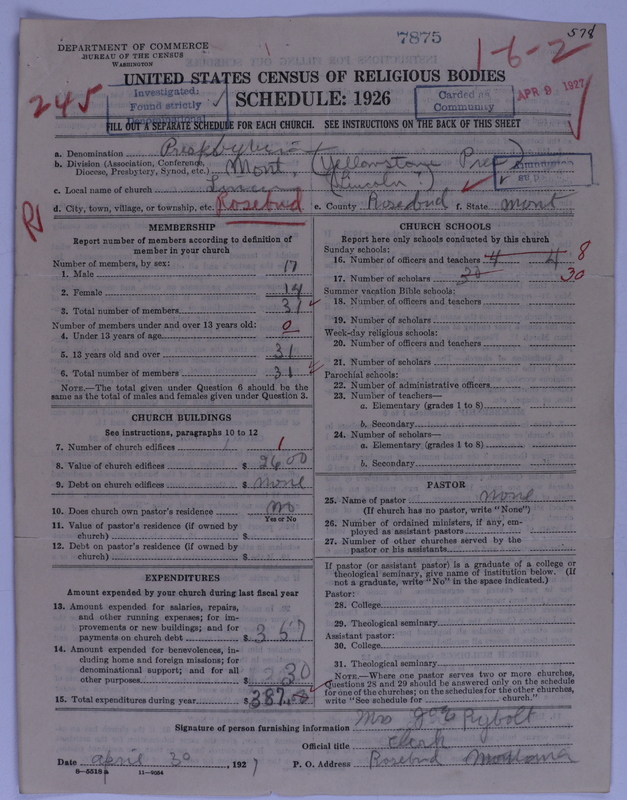 7875
578
1-6-2
DEPARTMENT OF COMMERCE
BUREAU OF THE CENSUS
WASHINGTON
UNITED STATES CENSUS OF RELIGIOUS BODIES
245
Investigated:
Found strictly
Denominational
SCHEDULE: 1926
Carded as
Community
APR 9 1927
FILL OUT A SEPARATE SCHEDULE FOR EACH CHURCH. SEE INSTRUCTIONS ON THE BACK OF THIS SHEET
a. Denomination Presbyterian
b. Division (Association, Conference, Diocese, Presbytery, Synod, etc.) Mont. (Yellowstone Pres)
c. Local name of church (Lincoln)
d. City, town, village, or township, etc. Rosebud e. County Rosebud f. State Mont
MEMBERSHIP
Report number of members according to definition of
member in your church
Number of members, by sex:
1. Male 17
2. Female 14
3. Total number of members 31
Number of members under and over 13 years old:
4. Under 13 years of age 0
5. 13 years old and over 31
6. Total number of members 31
NOTE.—The total given under Question 6 should be the
same as the total of males and females given under Question 3.
CHURCH BUILDINGS
See instructions, paragraphs 10 to 12
7. Number of church edifices 1
8. Value of church edifices $ 2600
9. Debt on church edifices $ None
10. Does church own pastor's residence No
Yes or No
11. Value of pastor's residence (if owned by
church) $
12. Debt on pastor's residence (if owned by
church) $
EXPENDITURES
Amount expended by your church during last fiscal year
13. Amount expended for salaries, repairs,
and other running expenses; for im-
provements or new buildings; and for
payments on church debt $ 357
14. Amount expended for benevolences, in-
cluding home and foreign missions; for
denominational support; and for all
other purposes $ 30
15. Total expenditures during year $ 387.00
CHURCH SCHOOLS
Report here only schools conducted by this church
Sunday schools:
16. Number of officers and teachers 4 4 8
17. Number of scholars 30 30
Summer vacation Bible schools:
18. Number of officers and teachers
19. Number of scholars
Week-day religious schools:
20. Number of officers and teachers
21. Number of scholars
Parochial schools:
22. Number of administrative officers
23. Number of teachers—
a. Elementary (grades 1 to 8)
b. Secondary
24. Number of scholars—
a. Elementary (grades 1 to 8)
b. Secondary
PASTOR
25. Name of pastor None
(If church has no pastor, write "None")
26. Number of ordained ministers, if any, em-
ployed as assistant pastors
27. Number of other churches served by the
pastor or his assistants
If pastor (or assistant pastor) is a graduate of a college or
theological seminary, give name of institution below. (If
not a graduate, write "No" in the space indicated.)
Pastor:
28. College
29. Theological seminary
Assistant pastor:
30. College
31. Theological seminary
NOTE.—Where one pastor serves two or more churches,
Questions 28 and 29 should be answered only on the schedule
for one of the churches; on the schedules for the other churches,
write "See schedule for church."
Signature of person furnishing information Mrs Rybolt
Official title Clerk
Date April 30, 1927 P. O. Address Rosebud Montana
8—5518a 11—9054